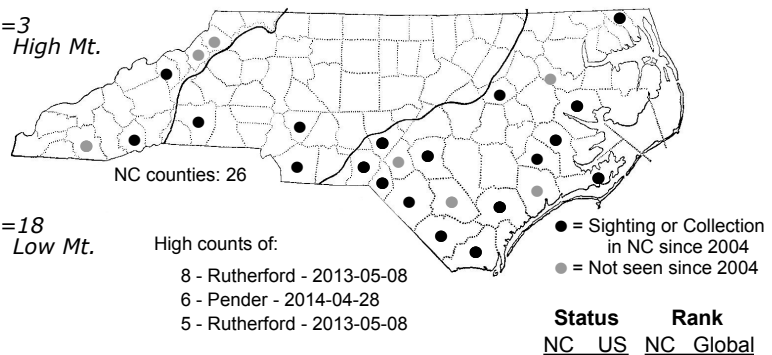 =3
High Mt.
NC counties: 26
=18
Low Mt.
High counts of:
8 - Rutherford - 2013-05-08
6 - Pender - 2014-04-28
5 - Rutherford - 2013-05-08
= Sighting or Collection
in NC since 2004
= Not seen since 2004
Status Rank
NC US NC Global